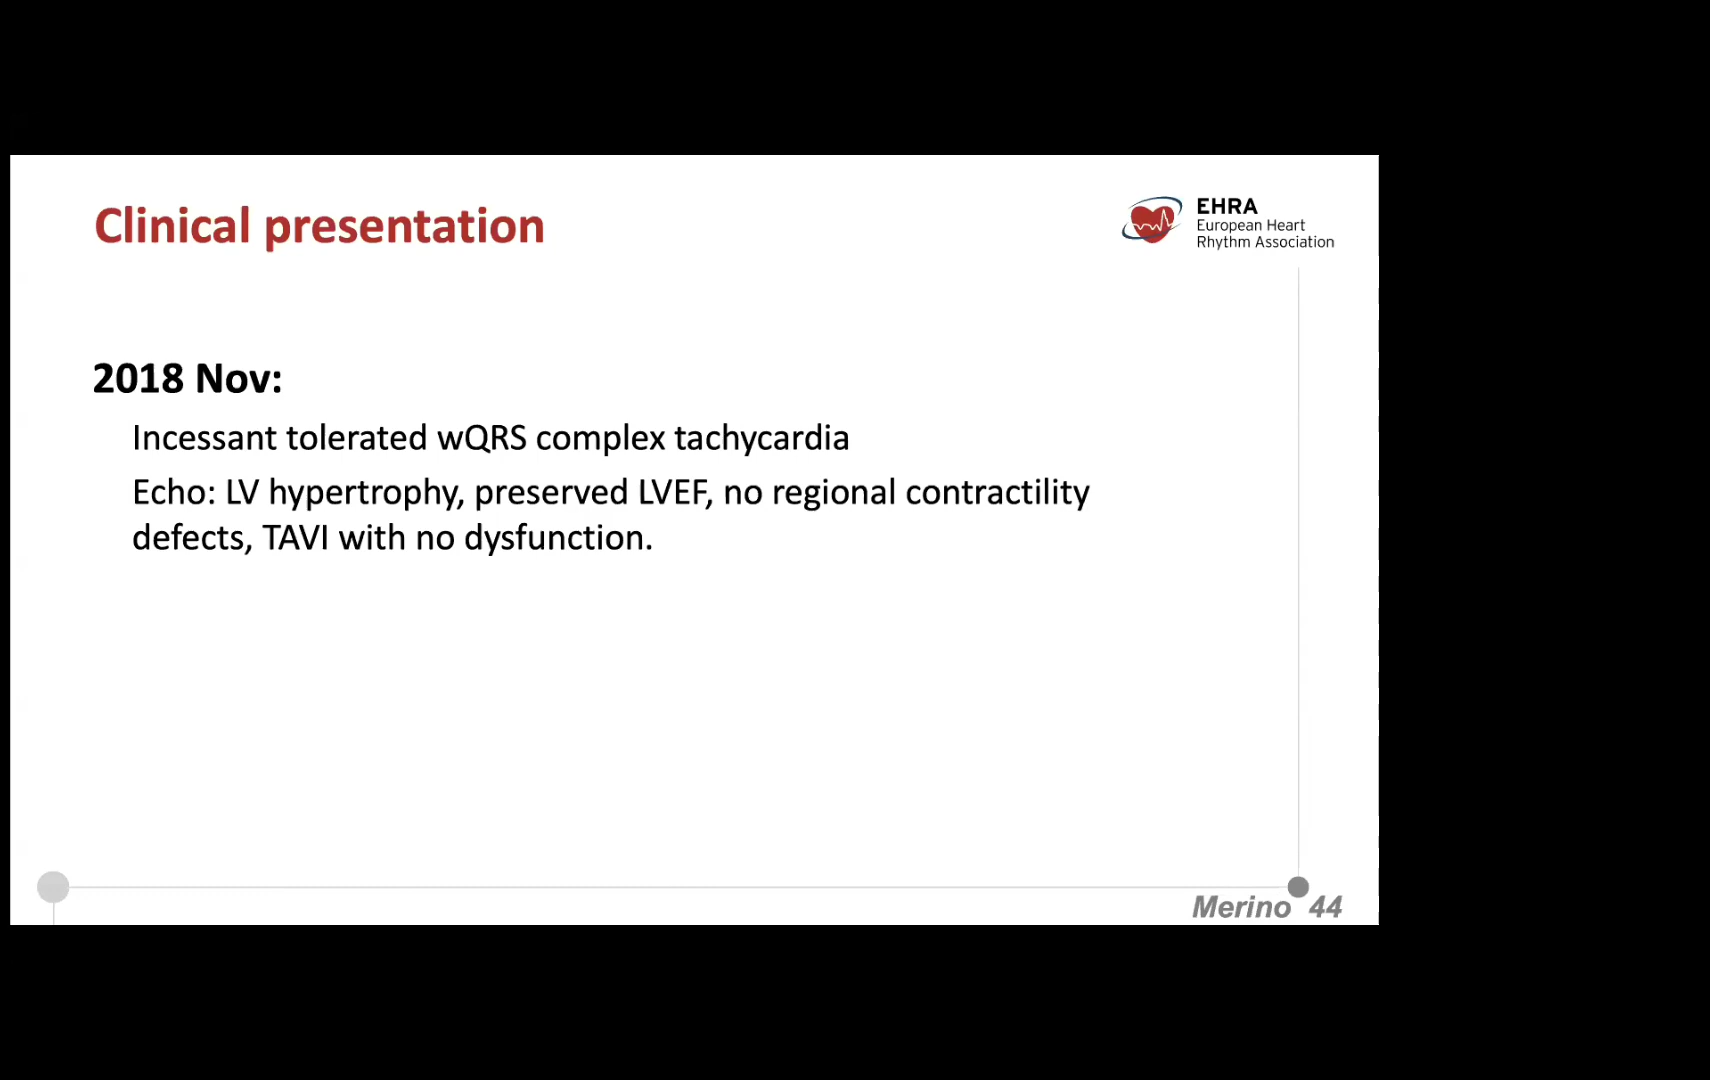 Clinical presentation
EHRA
European Heart
Rhythm Association
2018 Nov:
Incessant tolerated wQRS complex tachycardia
Echo: LV hypertrophy, preserved LVEF, no regional contractility
defects, TAVI with no dysfunction.
Merino 44